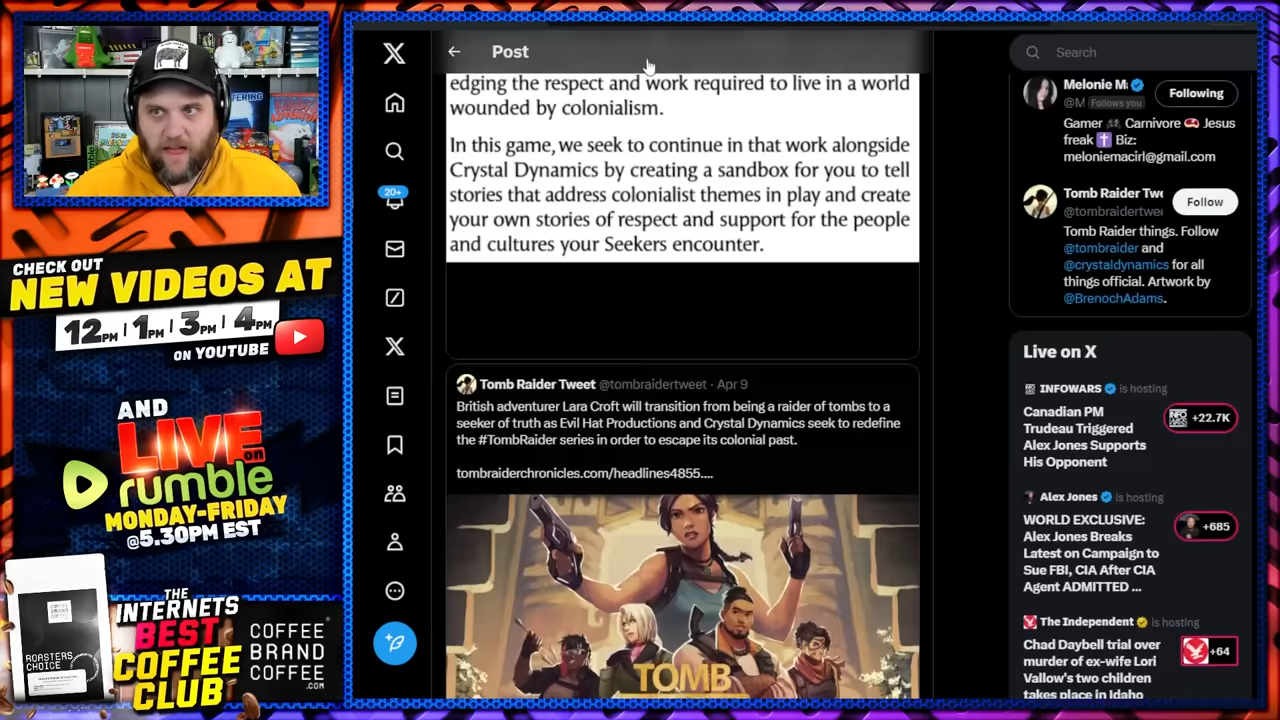 CHECK OUT
NEW VIDEOS AT
12PM | 1PM | 3PM | 4PM
ON YOUTUBE
AND
LIVE on
rumble
MONDAY-FRIDAY
@5.30PM EST
COFFEE
BRAND
COFFEE
ROASTERS
CHOICE
THE
INTERNETS
BEST
COFFEE
CLUB
COFFEE
BRAND
COFFEE
.COM
20+
Post
edging the respect and work required to live in a world
wounded by colonialism.
In this game, we seek to continue in that work alongside
Crystal Dynamics by creating a sandbox for you to tell
stories that address colonialist themes in play and create
your own stories of respect and support for the people
and cultures your Seekers encounter.
Tomb Raider Tweet @tombraidertweet · Apr 9
British adventurer Lara Croft will transition from being a raider of tombs to a
seeker of truth as Evil Hat Productions and Crystal Dynamics seek to redefine
the #TombRaider series in order to escape its colonial past.
tombraiderchronicles.com/headlines4855....
TOMB
Search
Melonie M
@M Follows you
Following
Gamer Carnivore Jesus
freak Biz:
meloniemacirl@gmail.com
Tomb Raider Twe
@tombraidertwee
Follow
Tomb Raider things. Follow
@tombraider and
@crystaldynamics for all
things official. Artwork by
@BrenochAdams.
Live on X
INFOWARS is hosting
Canadian PM
Trudeau Triggered
Alex Jones Supports
His Opponent
+22.7K
Alex Jones is hosting
WORLD EXCLUSIVE:
Alex Jones Breaks
Latest on Campaign to
Sue FBI, CIA After CIA
Agent ADMITTED ...
+685
The Independent is hosting
Chad Daybell trial over
murder of ex-wife Lori
Vallow's two children
takes place in Idaho
+64